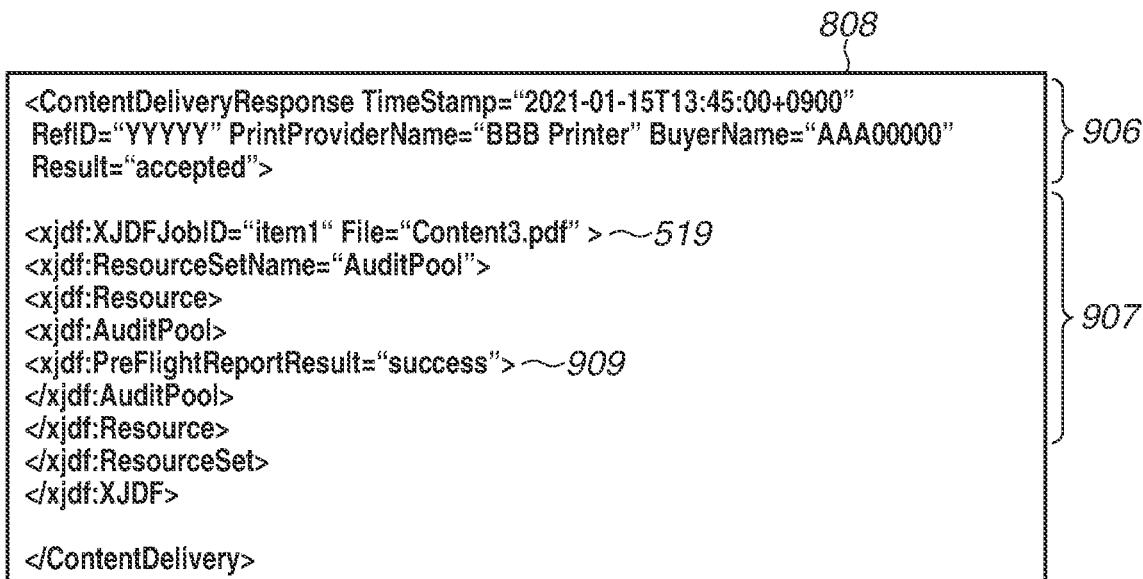 808
<ContentDeliveryResponse TimeStamp=“2021-01-15T13:45:00+0900”
RefID=“YYYYY” PrintProviderName=“BBB Printer” BuyerName=“AAA00000”
Result=“accepted”>
906
<xjdf:XJDFJobID=“item1“ File=“Content3.pdf” > 519
<xjdf:ResourceSetName=“AuditPool”>
<xjdf:Resource>
<xjdf:AuditPool>
907
<xjdf:PreFlightReportResult=“success”> 909
</xjdf:AuditPool>
</xjdf:Resource>
</xjdf:ResourceSet>
</xjdf:XJDF>
</ContentDelivery>